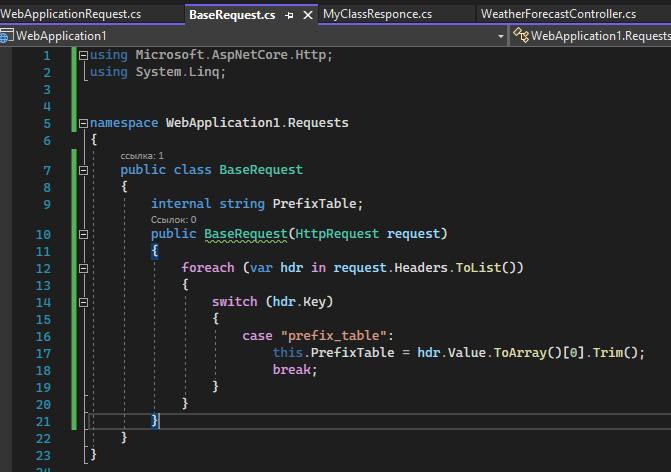 WebApplicationRequest.cs BaseRequest.cs MyClassResponce.cs WeatherForecastController.cs
WebApplication1 WebApplication1.Requests
1 using Microsoft.AspNetCore.Http;
2 using System.Linq;
3
4
5 namespace WebApplication1.Requests
6 {
ссылка: 1
7 public class BaseRequest
8 {
9 internal string PrefixTable;
Ссылок: 0
10 public BaseRequest(HttpRequest request)
11 {
12 foreach (var hdr in request.Headers.ToList())
13 {
14 switch (hdr.Key)
15 {
16 case "prefix_table":
17 this.PrefixTable = hdr.Value.ToArray()[0].Trim();
18 break;
19 }
20 }
21 }
22 }
23 }
24